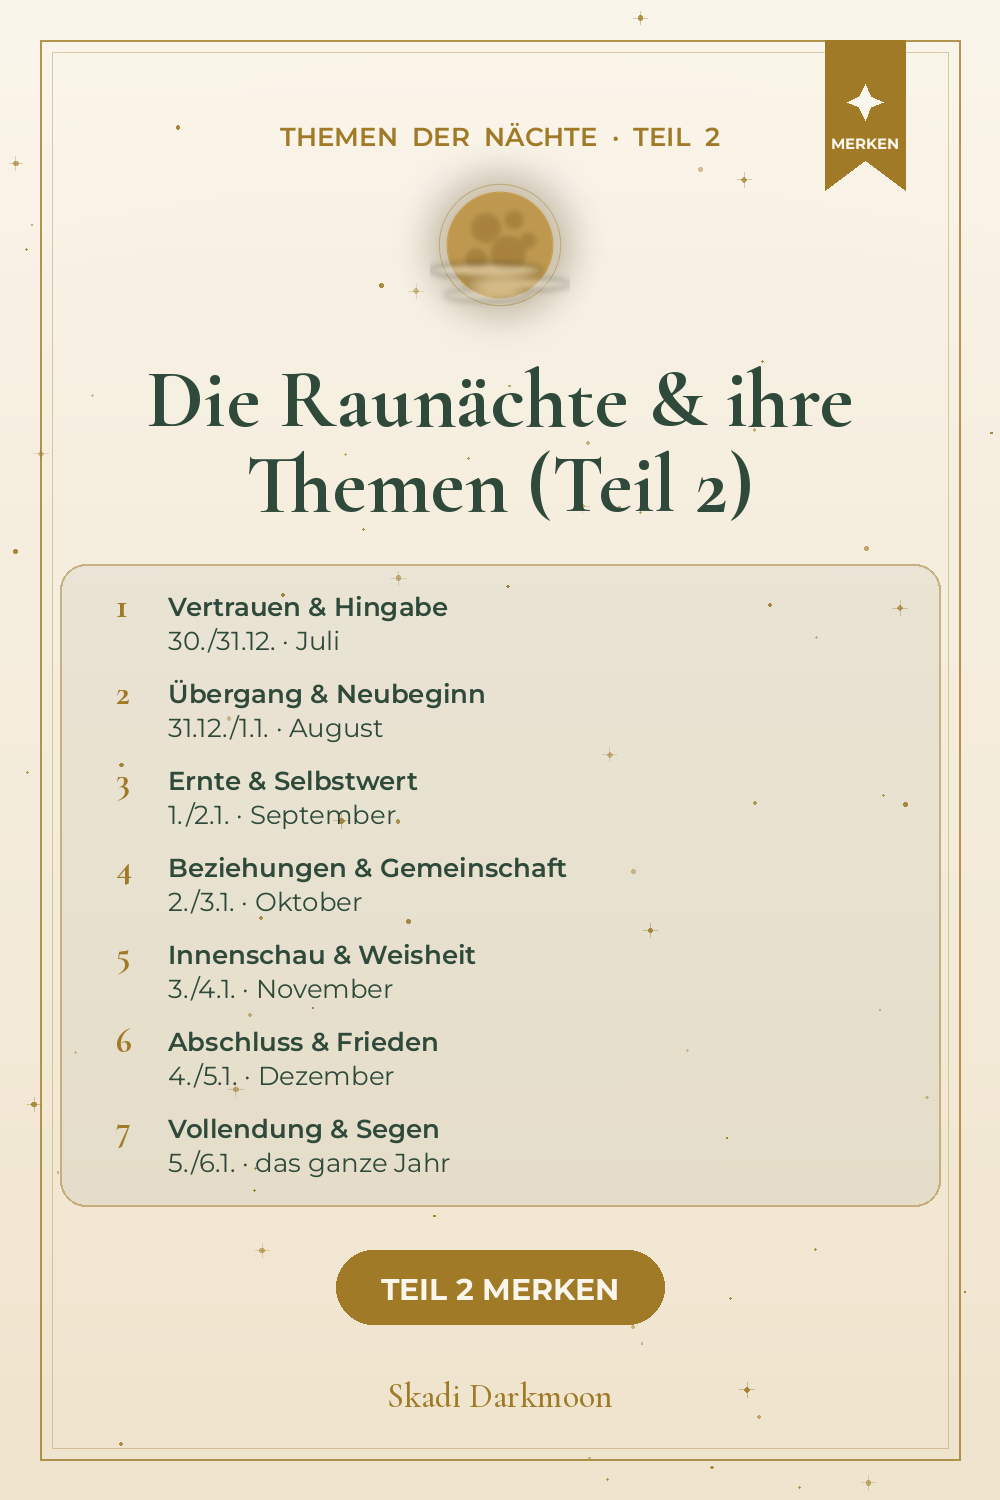 MERKEN
THEMEN DER NÄCHTE · TEIL 2
Die Raunächte & ihre
Themen (Teil 2)
1 Vertrauen & Hingabe
30./31.12. · Juli
2 Übergang & Neubeginn
31.12./1.1. · August
3 Ernte & Selbstwert
1./2.1. · September
4 Beziehungen & Gemeinschaft
2./3.1. · Oktober
5 Innenschau & Weisheit
3./4.1. · November
6 Abschluss & Frieden
4./5.1. · Dezember
7 Vollendung & Segen
5./6.1. · das ganze Jahr
TEIL 2 MERKEN
Skadi Darkmoon